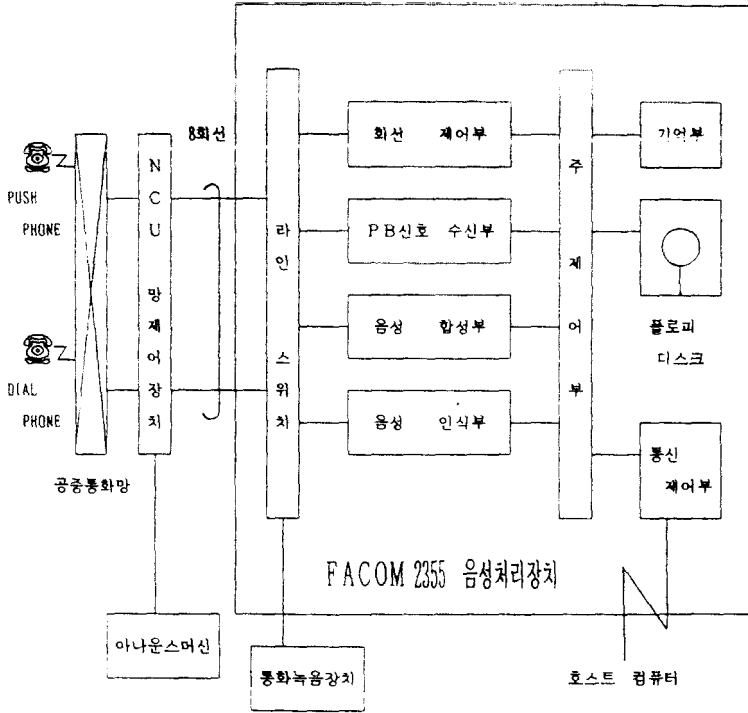 8회선
PUSH
PHONE
DIAL
PHONE
공중통화망
NCU 망제어장치
라인 스위치
회선 제어부
PB신호 수신부
음성 합성부
음성 인식부
주 제어부
기억부
플로피
디스크
통신
제어부
FACOM 2355 음성처리장치
아나운스머신
통화녹음장치
호스트 컴퓨터